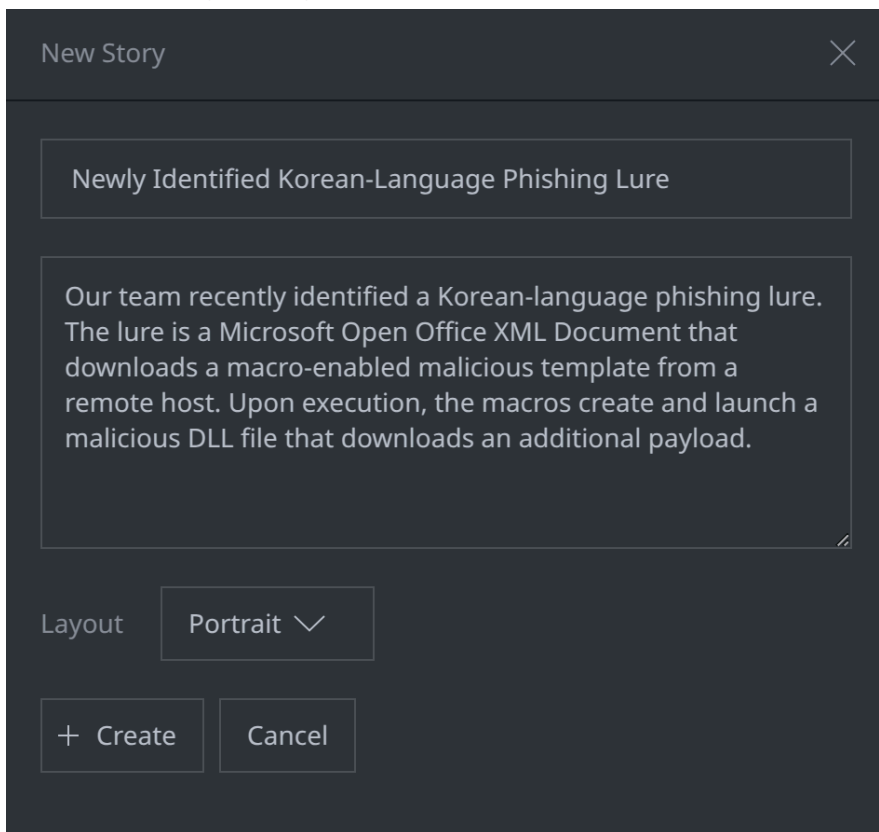 New Story
Newly Identified Korean-Language Phishing Lure
Our team recently identified a Korean-language phishing lure.
The lure is a Microsoft Open Office XML Document that
downloads a macro-enabled malicious template from a
remote host. Upon execution, the macros create and launch a
malicious DLL file that downloads an additional payload.
Layout Portrait
Create Cancel